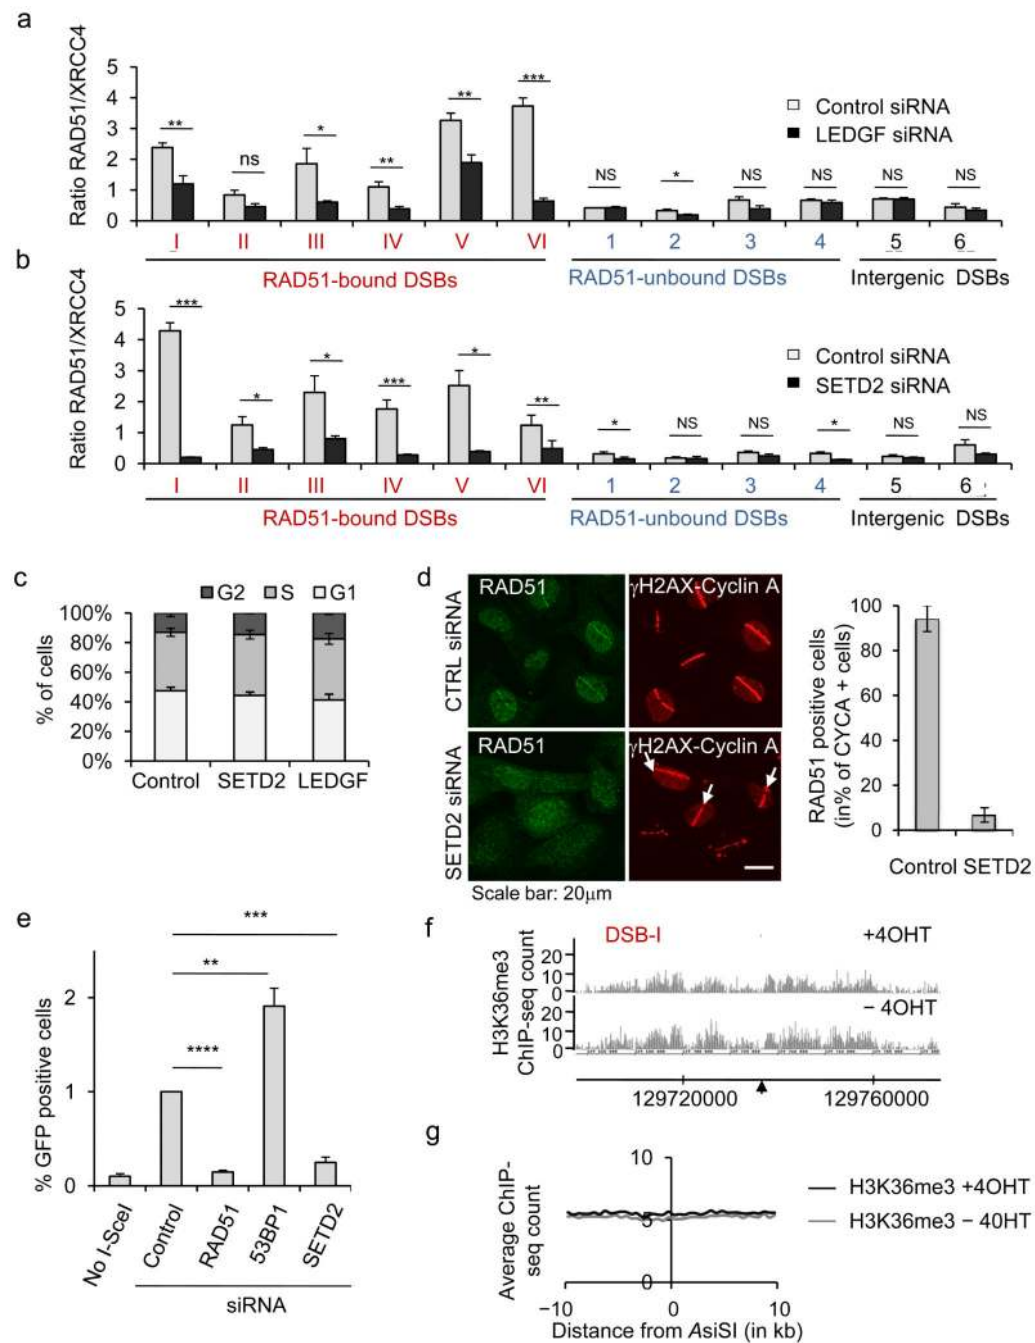 a
Ratio RAD51/XRCC4
5
4
3
2
1
0
** ns * ** ** *** NS * NS NS NS NS
Control siRNA
LEDGF siRNA
I II III IV V VI 1 2 3 4 5 6
RAD51-bound DSBs RAD51-unbound DSBs Intergenic DSBs
b
Ratio RAD51/XRCC4
5
4
3
2
1
0
*** * * *** * ** * NS NS * NS NS
Control siRNA
SETD2 siRNA
I II III IV V VI 1 2 3 4 5 6
RAD51-bound DSBs RAD51-unbound DSBs Intergenic DSBs
c
G2 S G1
% of cells
100%
80%
60%
40%
20%
0%
Control SETD2 LEDGF
d
CTRL siRNA
RAD51 γH2AX-Cyclin A
SETD2 siRNA
RAD51 γH2AX-Cyclin A
Scale bar: 20μm
RAD51 positive cells
(in% of CYCA + cells)
100
80
60
40
20
0
Control SETD2
e
% GFP positive cells
2
1
0
***
**
****
No I-SceI Control RAD51 53BP1 SETD2
siRNA
f
DSB-I +4OHT
H3K36me3
ChIP-seq count
20
10
0
− 4OHT
20
10
0
129720000 129760000
g
Average ChIP-
seq count
10
5
0
−10 0 10
Distance from AsiSI (in kb)
H3K36me3 +4OHT
H3K36me3 − 4OHT